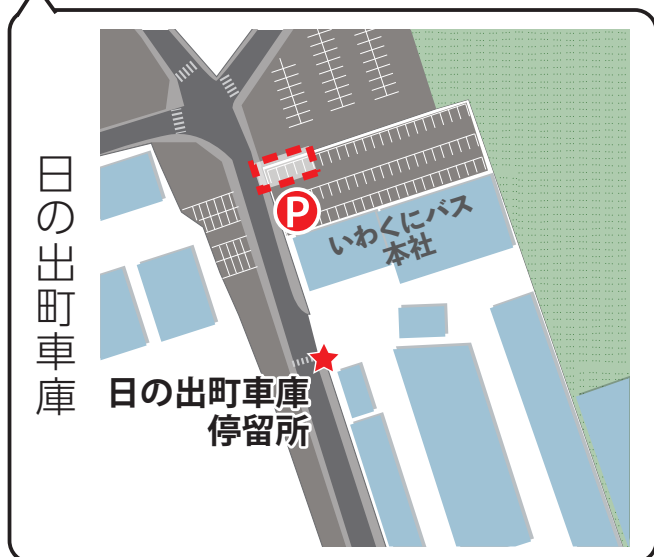 日の出町車庫
P
いわくにバス
本社
日の出町車庫
停留所